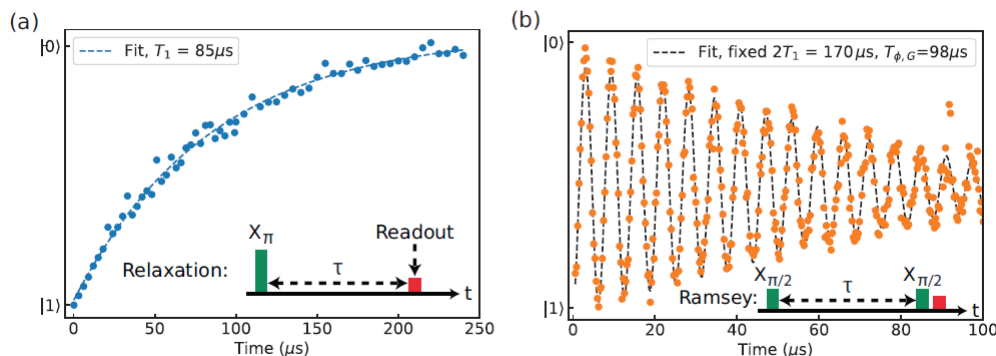 (a)
|0⟩
Fit, T₁ = 85μs
Xπ
Readout
Relaxation:
τ
t
|1⟩
0 50 100 150 200 250
Time (μs)
(b)
|0⟩
Fit, fixed 2T₁ = 170μs, Tϕ,G=98μs
Xπ/2 Xπ/2
Ramsey:
τ
t
|1⟩
0 20 40 60 80 100
Time (μs)